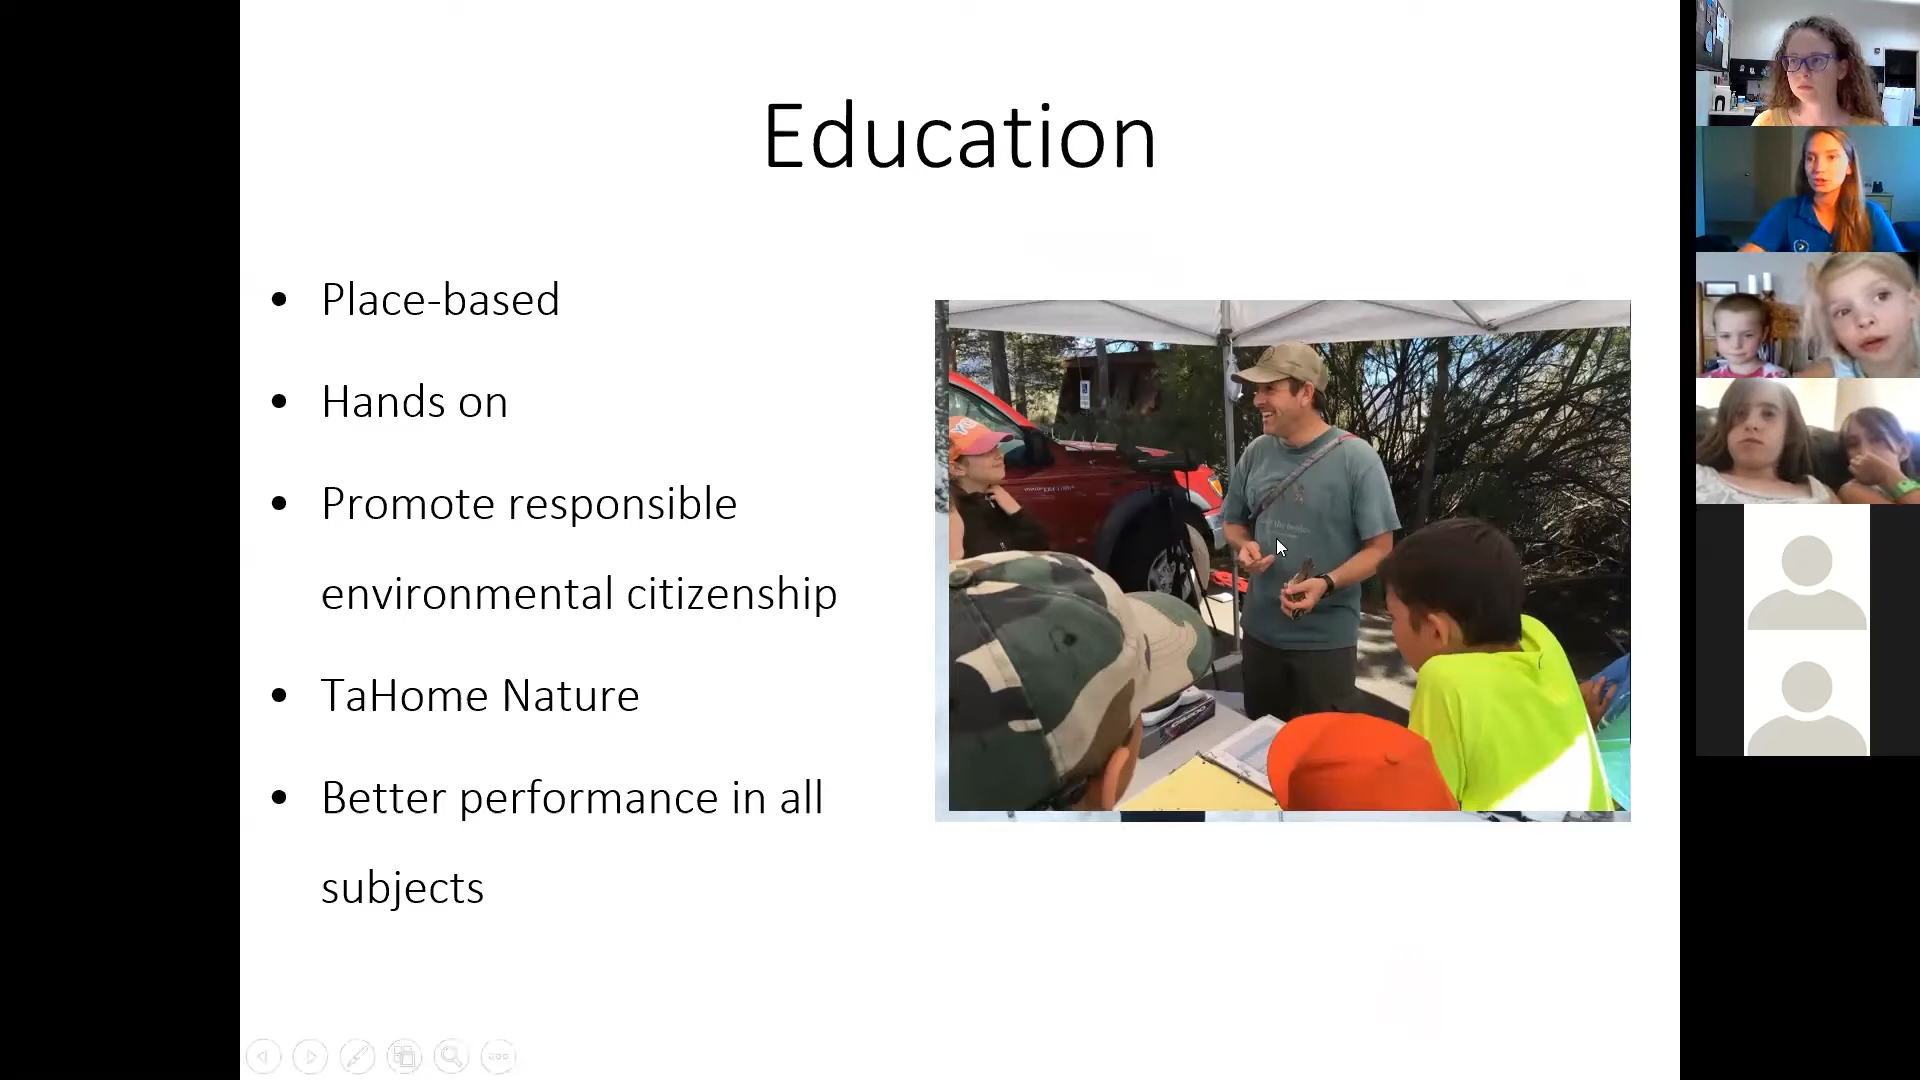 Education
• Place-based
• Hands on
• Promote responsible
environmental citizenship
• TaHome Nature
• Better performance in all
subjects